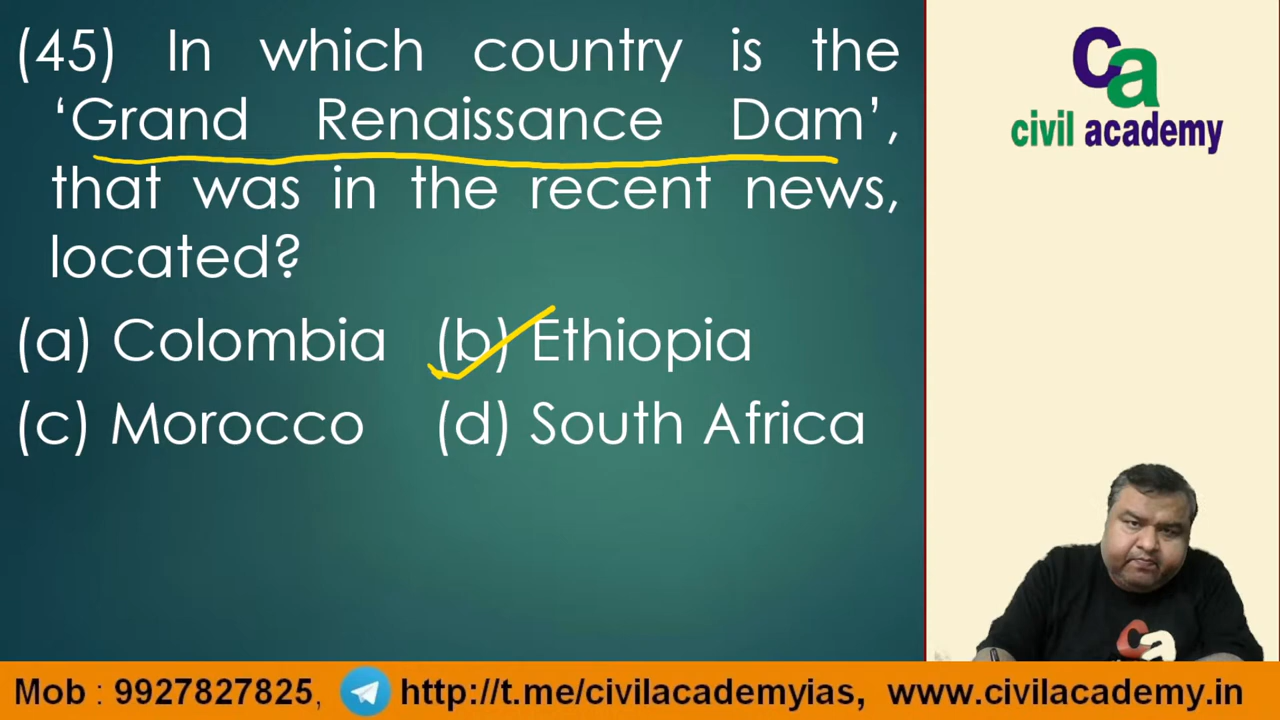 (45) In which country is the
‘Grand Renaissance Dam’,
that was in the recent news,
located?
(a) Colombia (b) Ethiopia
(c) Morocco (d) South Africa
ca
civil academy
ca
Mob : 9927827825, http://t.me/civilacademyias, www.civilacademy.in